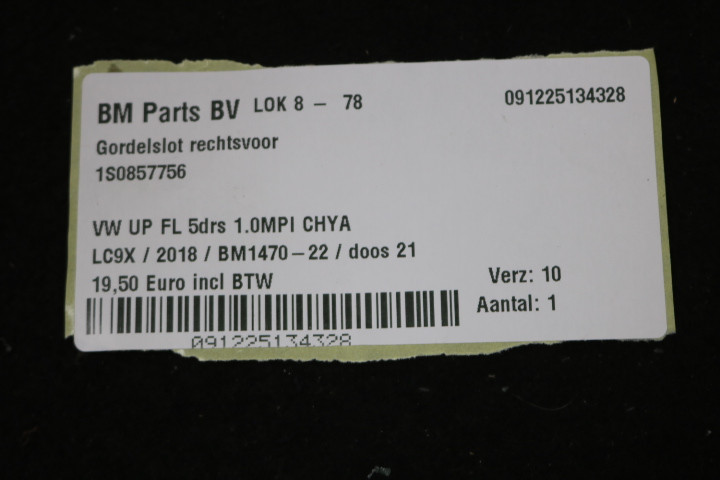 BM Parts BV LOK 8 - 78 091225134328
Gordelslot rechtsvoor
1S0857756
VW UP FL 5drs 1.0MPI CHYA
LC9X / 2018 / BM1470-22 / doos 21
19,50 Euro incl BTW Verz: 10
Aantal: 1
091225134328